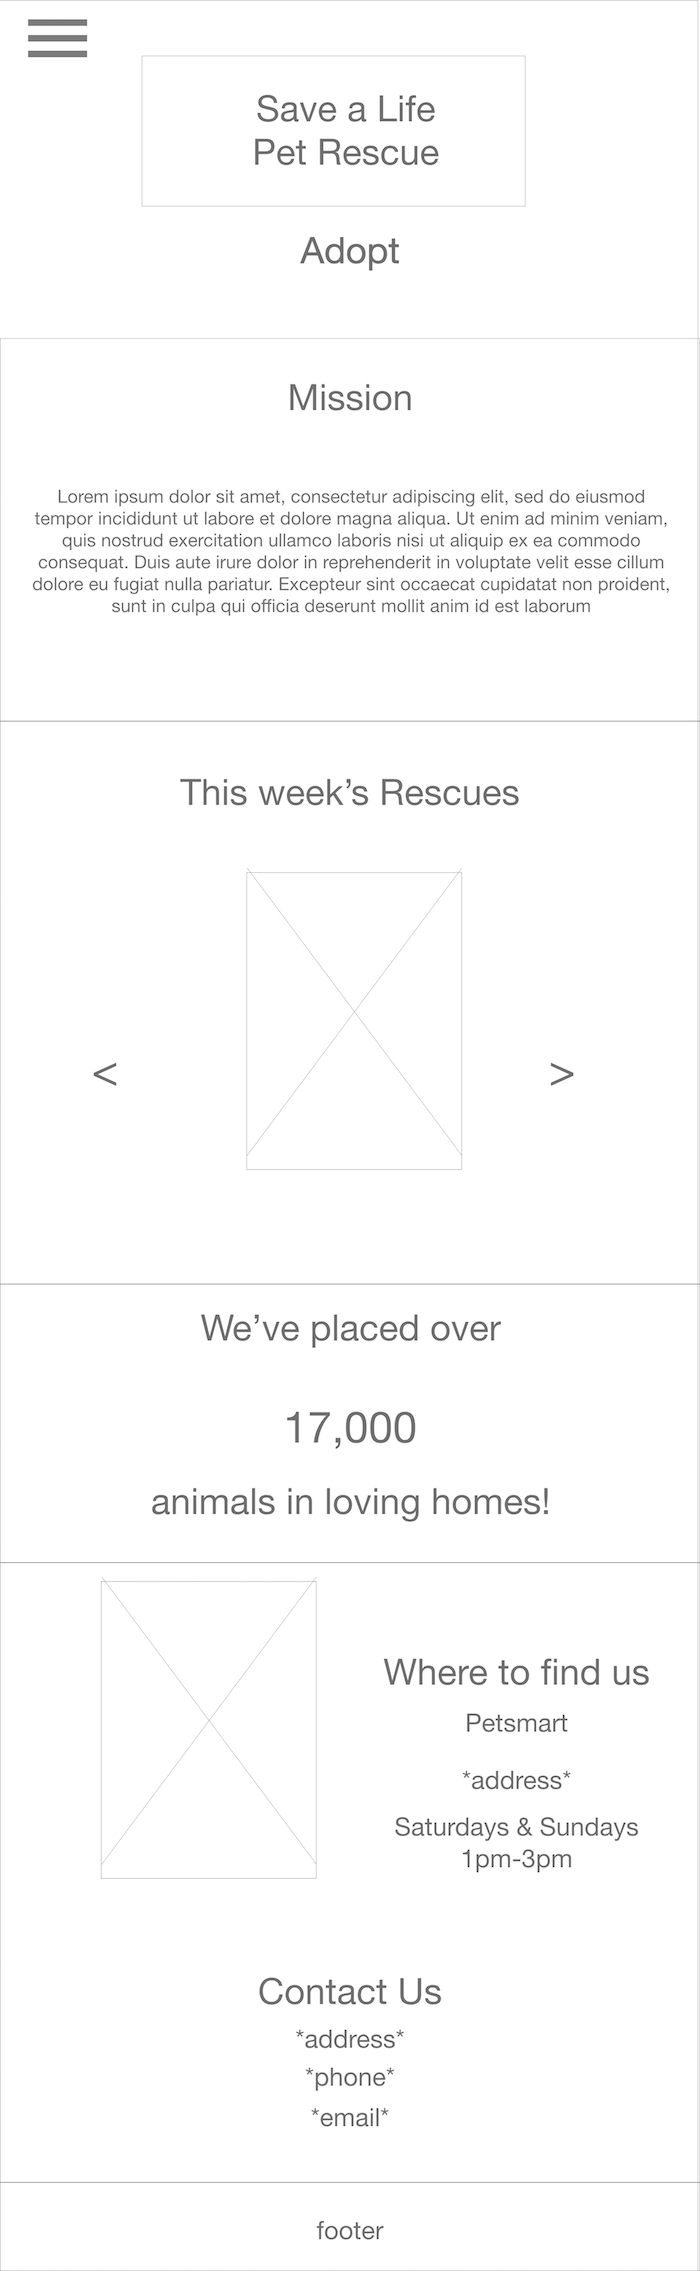 Save a Life
Pet Rescue
Adopt
Mission
Lorem ipsum dolor sit amet, consectetur adipiscing elit, sed do eiusmod
tempor incididunt ut labore et dolore magna aliqua. Ut enim ad minim veniam,
quis nostrud exercitation ullamco laboris nisi ut aliquip ex ea commodo
consequat. Duis aute irure dolor in reprehenderit in voluptate velit esse cillum
dolore eu fugiat nulla pariatur. Excepteur sint occaecat cupidatat non proident,
sunt in culpa qui officia deserunt mollit anim id est laborum
This week’s Rescues
< >
We’ve placed over
17,000
animals in loving homes!
Where to find us
Petsmart
*address*
Saturdays & Sundays
1pm-3pm
Contact Us
*address*
*phone*
*email*
footer